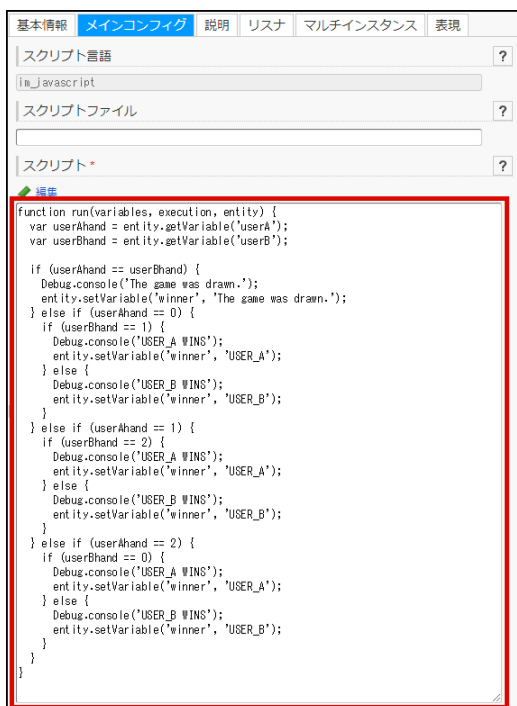 基本情報 メインコンフィグ 説明 リスナ マルチインスタンス 表現
スクリプト言語 ?
im_javascript
スクリプトファイル ?
スクリプト * ?
編集
function run(variables, execution, entity) {
  var userAhand = entity.getVariable('userA');
  var userBhand = entity.getVariable('userB');

  if (userAhand == userBhand) {
    Debug.console('The game was drawn.');
    entity.setVariable('winner', 'The game was drawn.');
  } else if (userAhand == 0) {
    if (userBhand == 1) {
      Debug.console('USER_A WINS');
      entity.setVariable('winner', 'USER_A');
    } else {
      Debug.console('USER_B WINS');
      entity.setVariable('winner', 'USER_B');
    }
  } else if (userAhand == 1) {
    if (userBhand == 2) {
      Debug.console('USER_A WINS');
      entity.setVariable('winner', 'USER_A');
    } else {
      Debug.console('USER_B WINS');
      entity.setVariable('winner', 'USER_B');
    }
  } else if (userAhand == 2) {
    if (userBhand == 0) {
      Debug.console('USER_A WINS');
      entity.setVariable('winner', 'USER_A');
    } else {
      Debug.console('USER_B WINS');
      entity.setVariable('winner', 'USER_B');
    }
  }
}